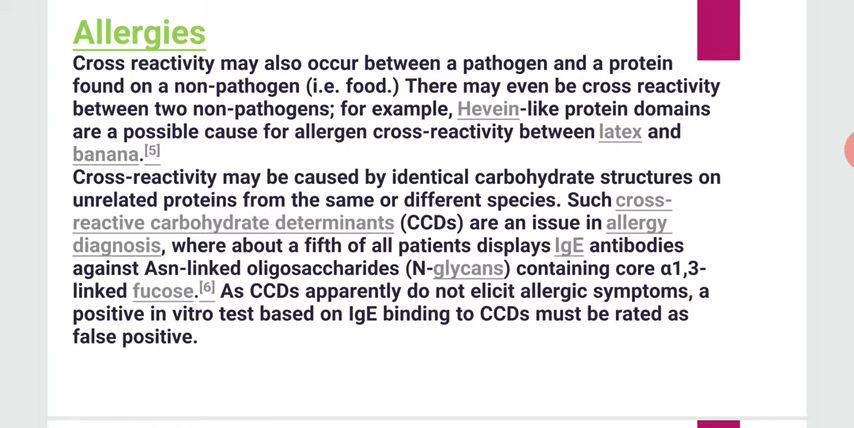 Allergies
Cross reactivity may also occur between a pathogen and a protein
found on a non-pathogen (i.e. food.) There may even be cross reactivity
between two non-pathogens; for example, Hevein-like protein domains
are a possible cause for allergen cross-reactivity between latex and
banana.[5]
Cross-reactivity may be caused by identical carbohydrate structures on
unrelated proteins from the same or different species. Such cross-
reactive carbohydrate determinants (CCDs) are an issue in allergy
diagnosis, where about a fifth of all patients displays IgE antibodies
against Asn-linked oligosaccharides (N-glycans) containing core α1,3-
linked fucose.[6] As CCDs apparently do not elicit allergic symptoms, a
positive in vitro test based on IgE binding to CCDs must be rated as
false positive.